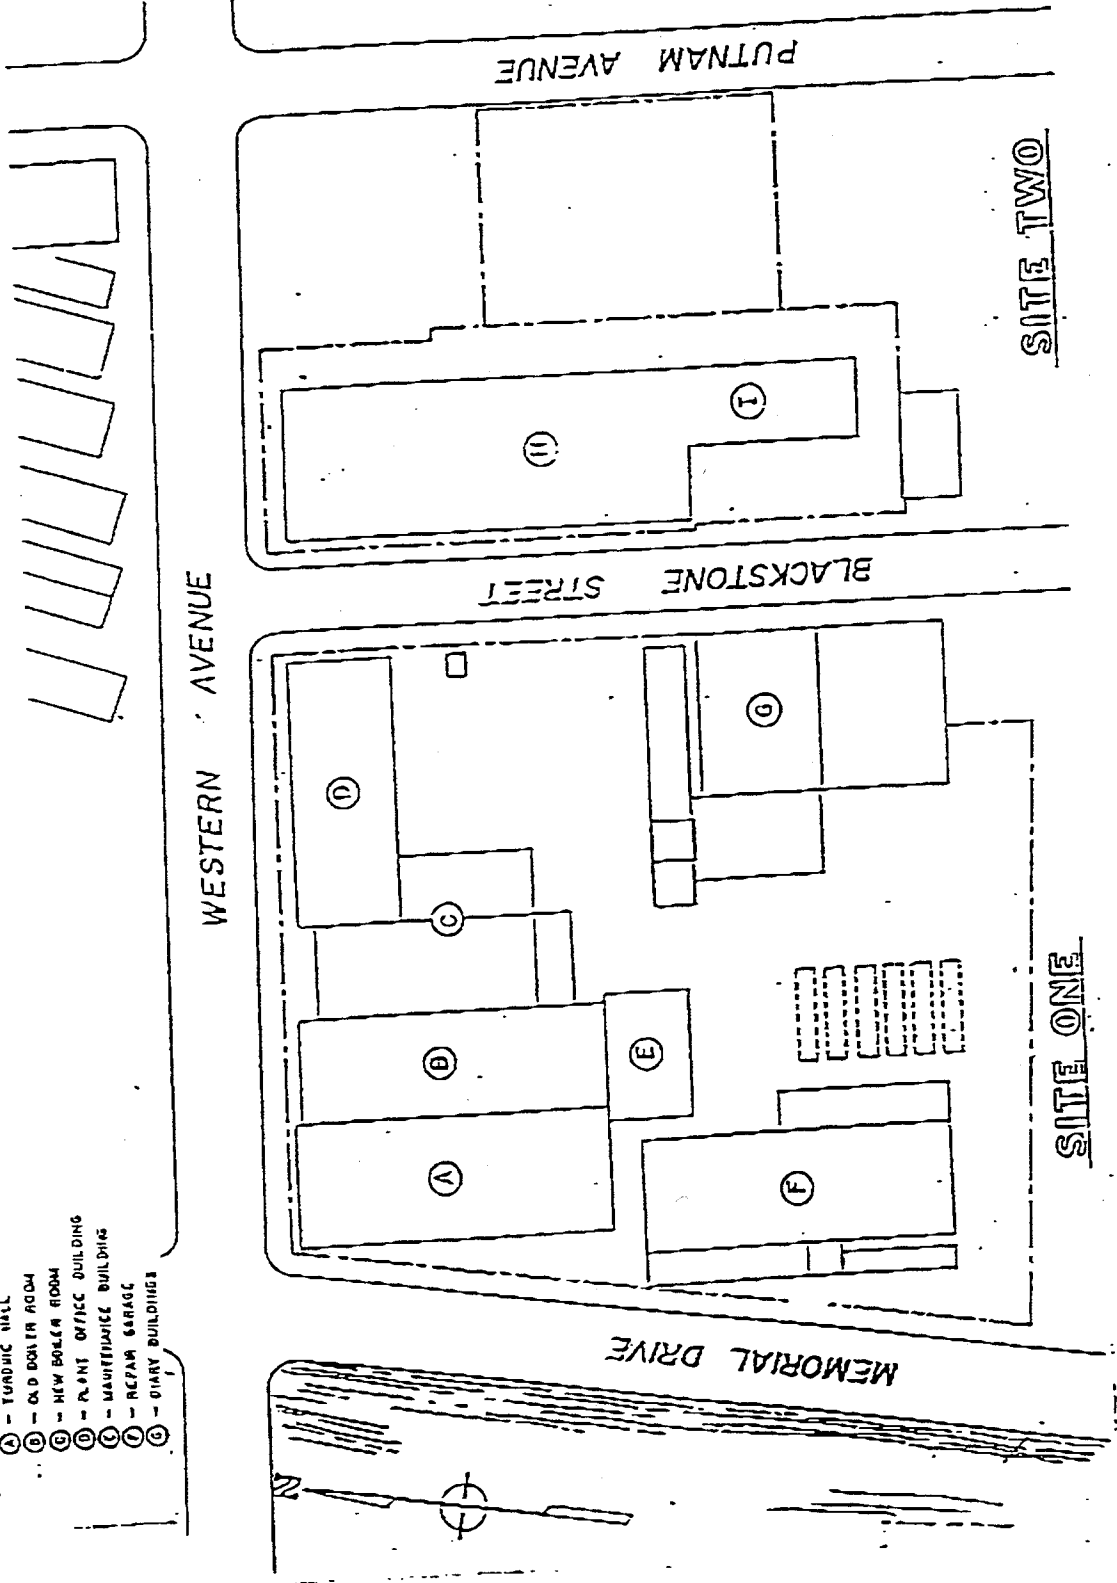 PUTNAM AVENUE
SITE TWO
H
I
BLACKSTONE STREET
WESTERN AVENUE
D
C
G
B
E
A
F
SITE ONE
MEMORIAL DRIVE
A - TURBINE HALL
B - OLD BOILER ROOM
C - NEW BOILER ROOM
D - PLANT OFFICE BUILDING
E - MAINTENANCE BUILDING
F - REPAIR GARAGE
G - DIARY BUILDINGS